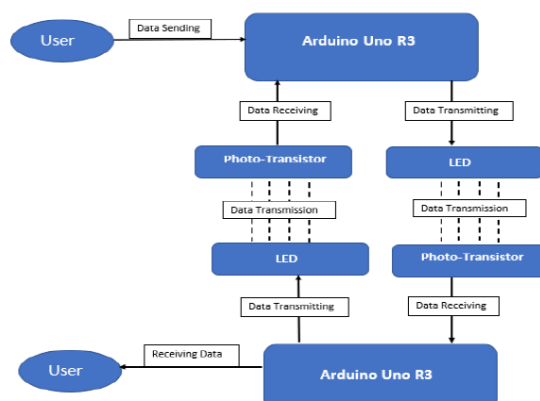 Data Sending
User
Arduino Uno R3
Data Receiving
Data Transmitting
Photo-Transistor
LED
Data Transmission
Data Transmission
LED
Photo-Transistor
Data Transmitting
Data Receiving
Receiving Data
User
Arduino Uno R3